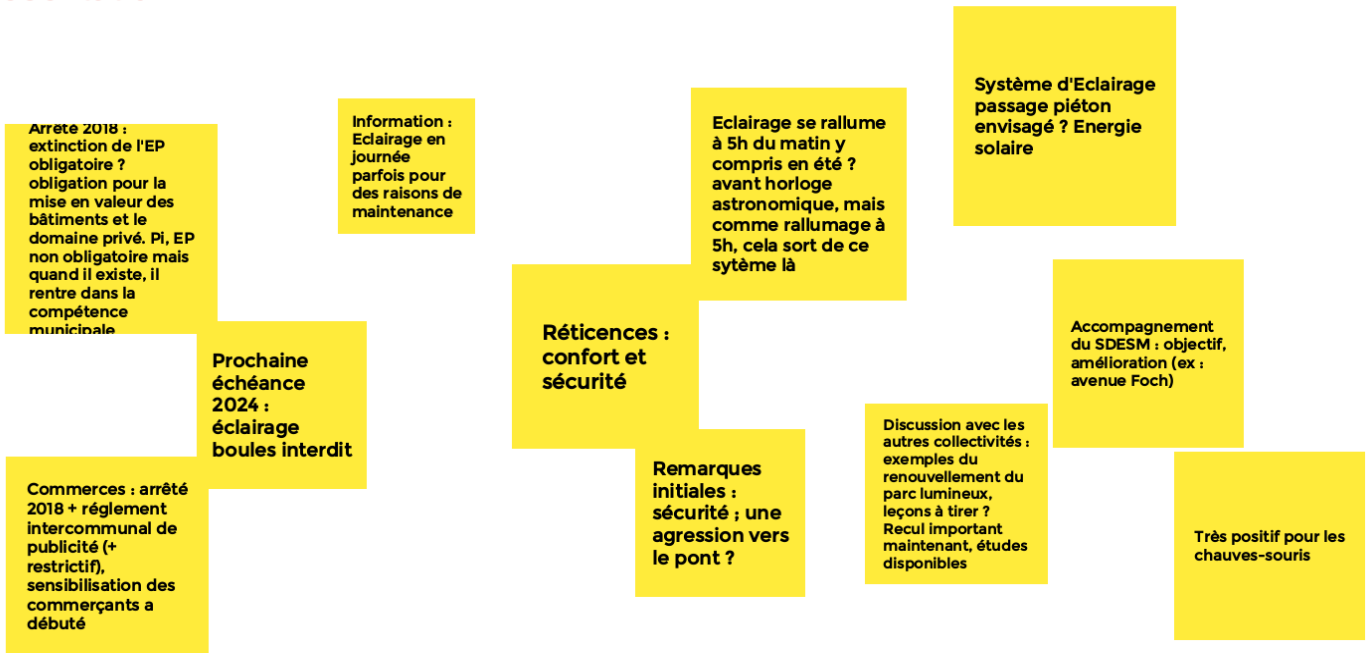 Arrêté 2018 :
extinction de l'EP
obligatoire ?
obligation pour la
mise en valeur des
bâtiments et le
domaine privé. Pi, EP
non obligatoire mais
quand il existe, il
rentre dans la
compétence
municipale
Information :
Eclairage en
journée
parfois pour
des raisons de
maintenance
Eclairage se rallume
à 5h du matin y
compris en été ?
avant horloge
astronomique, mais
comme rallumage à
5h, cela sort de ce
sytème là
Système d'Eclairage
passage piéton
envisagé ? Energie
solaire
Prochaine
échéance
2024 :
éclairage
boules interdit
Réticences :
confort et
sécurité
Accompagnement
du SDESM : objectif,
amélioration (ex :
avenue Foch)
Commerces : arrêté
2018 + réglement
intercommunal de
publicité (+
restrictif),
sensibilisation des
commerçants a
débuté
Remarques
initiales :
sécurité ; une
agression vers
le pont ?
Discussion avec les
autres collectivités :
exemples du
renouvellement du
parc lumineux,
leçons à tirer ?
Recul important
maintenant, études
disponibles
Très positif pour les
chauves-souris